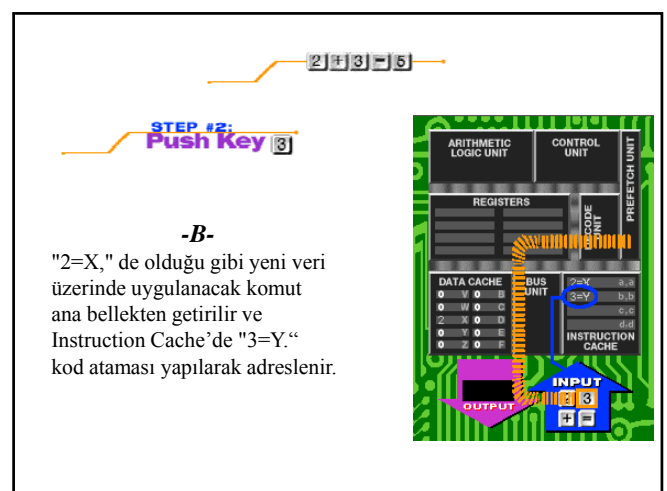 2 + 3 = 5
STEP #2:
Push Key 3
-B-
"2=X," de olduğu gibi yeni veri
üzerinde uygulanacak komut
ana bellekten getirilir ve
Instruction Cache’de "3=Y.“
kod ataması yapılarak adreslenir.
ARITHMETIC
LOGIC UNIT
CONTROL
UNIT
PREFETCH UNIT
REGISTERS
UNIT
DATA CACHE
0 V 0 B
0 W 0 C
2 X 0 D
0 Y 0 E
0 Z 0 F
BUS
UNIT
2=X a,a
3=Y b,b
c,c
d,d
INSTRUCTION
CACHE
OUTPUT
INPUT
2 3
+ =